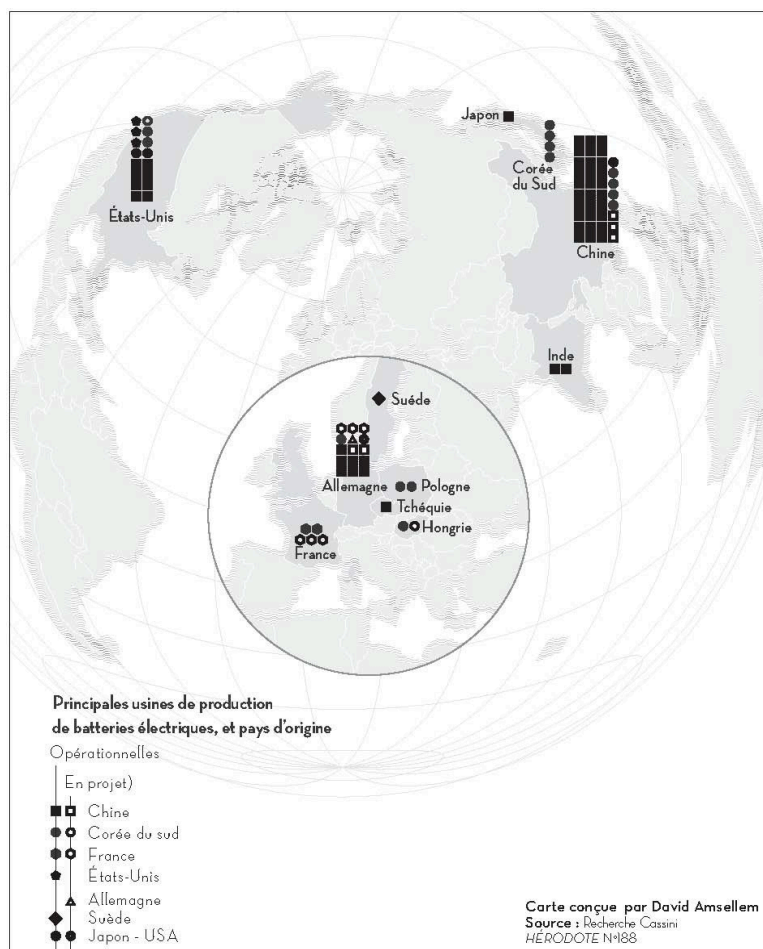 Japon
Corée
du Sud
États-Unis
Chine
Inde
Suéde
Allemagne
Pologne
Tchéquie
Hongrie
France
Principales usines de production
de batteries électriques, et pays d'origine
Opérationnelles
En projet)
Chine
Corée du sud
France
États-Unis
Allemagne
Suède
Japon - USA
Carte conçue par David Amsellem
Source : Recherche Cassini
HÉRODOTE N°188